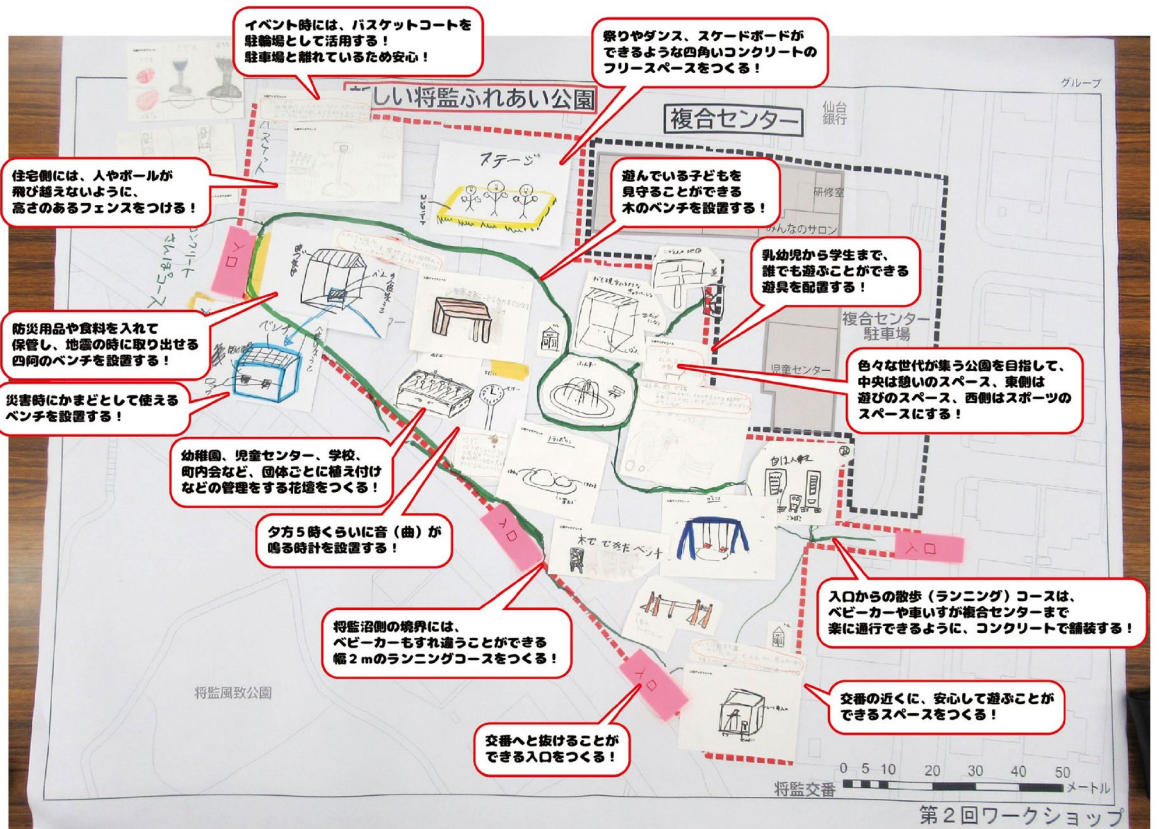 イベント時には、バスケットコートを
駐輪場として活用する！
駐車場と離れているため安心！
祭りやダンス、スケードボードが
できるような四角いコンクリートの
フリースペースをつくる！
グループ
新しい将監ふれあい公園
複合センター
仙台
銀行
住宅側には、人やボールが
飛び越えないように、
高さのあるフェンスをつける！
バスケット
ステージ
遊んでいる子どもを
見守ることができる
木のベンチを設置する！
研修室
みんなのサロン
コンクリート
さんぽコース
入口
乳幼児から学生まで、
誰でも遊ぶことができる
遊具を配置する！
防災用品や食料を入れて
保管し、地震の時に取り出せる
四阿のベンチを設置する！
ベンチ
複合センター
駐車場
児童センター
色々な世代が集う公園を目指して、
中央は憩いのスペース、東側は
遊びのスペース、西側はスポーツの
スペースにする！
災害時にかまどとして使える
ベンチを設置する！
幼稚園、児童センター、学校、
町内会など、団体ごとに植え付け
などの管理をする花壇をつくる！
トランポリン
夕方５時くらいに音（曲）が
鳴る時計を設置する！
入口
木でできたベンチ
入口
入口からの散歩（ランニング）コースは、
ベビーカーや車いすが複合センターまで
楽に通行できるように、コンクリートで舗装する！
将監沼側の境界には、
ベビーカーもすれ違うことができる
幅２ｍのランニングコースをつくる！
入口
将監風致公園
交番の近くに、安心して遊ぶことが
できるスペースをつくる！
交番へと抜けることが
できる入口をつくる！
将監交番
0 5 10 20 30 40 50
メートル
第２回ワークショップ